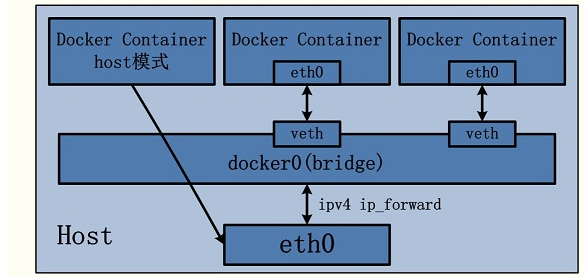 Docker Container
host模式
Docker Container
eth0
Docker Container
eth0
veth
veth
docker0(bridge)
ipv4 ip_forward
Host
eth0